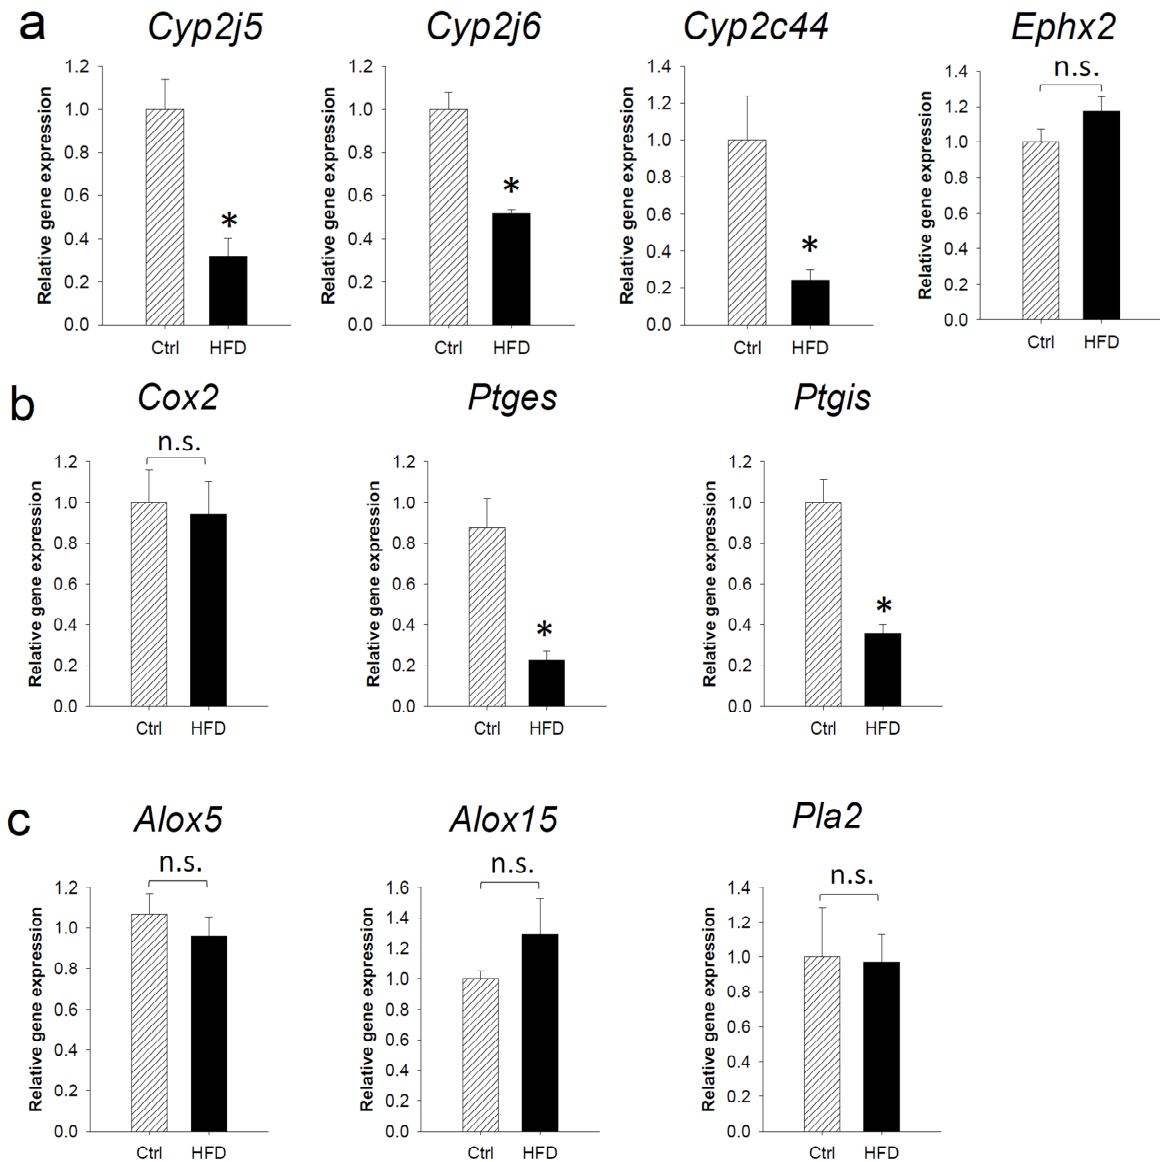 a
Cyp2j5
Cyp2j6
Cyp2c44
Ephx2
Relative gene expression
1.2
1.0
0.8
0.6
0.4
0.2
0.0
*
Ctrl HFD
Relative gene expression
1.2
1.0
0.8
0.6
0.4
0.2
0.0
*
Ctrl HFD
Relative gene expression
1.4
1.2
1.0
0.8
0.6
0.4
0.2
0.0
*
Ctrl HFD
Relative gene expression
1.4
1.2
1.0
0.8
0.6
0.4
0.2
0.0
n.s.
Ctrl HFD
b
Cox2
Ptges
Ptgis
Relative gene expression
1.2
1.0
0.8
0.6
0.4
0.2
0.0
n.s.
Ctrl HFD
Relative gene expression
1.2
1.0
0.8
0.6
0.4
0.2
0.0
*
Ctrl HFD
Relative gene expression
1.2
1.0
0.8
0.6
0.4
0.2
0.0
*
Ctrl HFD
c
Alox5
Alox15
Pla2
Relative gene expression
1.2
1.0
0.8
0.6
0.4
0.2
0.0
n.s.
Ctrl HFD
Relative gene expression
1.6
1.4
1.2
1.0
0.8
0.6
0.4
0.2
0.0
n.s.
Ctrl HFD
Relative gene expression
1.4
1.2
1.0
0.8
0.6
0.4
0.2
0.0
n.s.
Ctrl HFD